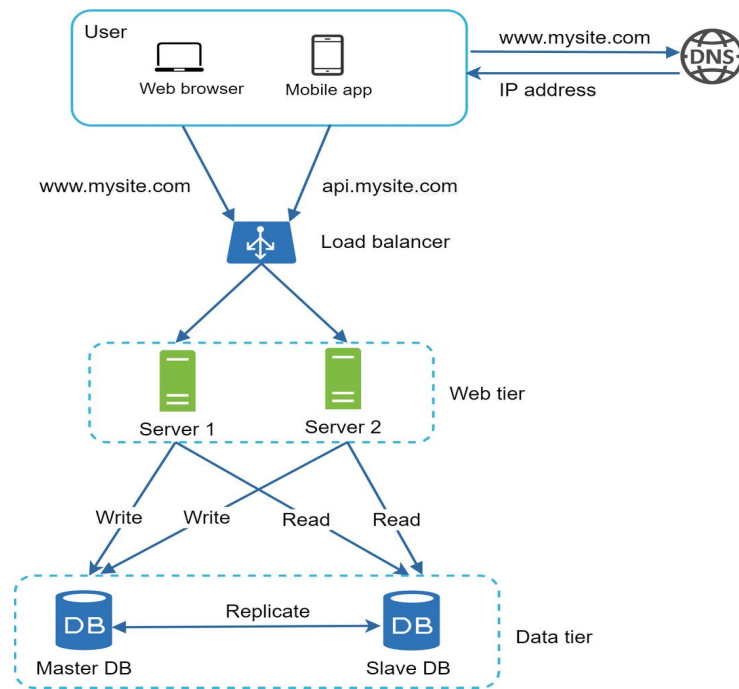 User
www.mysite.com
DNS
Web browser
Mobile app
IP address
www.mysite.com
api.mysite.com
Load balancer
Web tier
Server 1
Server 2
Write
Write
Read
Read
Replicate
DB
DB
Data tier
Master DB
Slave DB